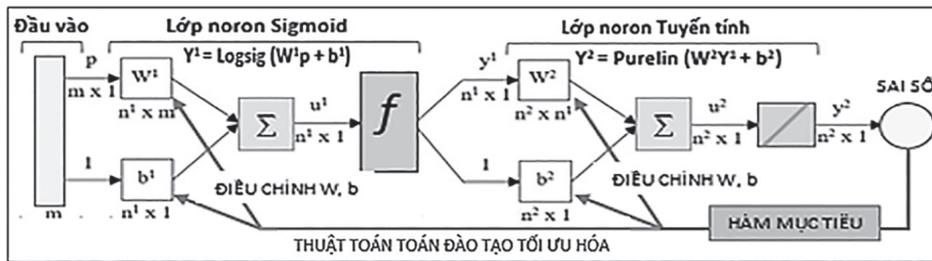 Đầu vào
Lớp noron Sigmoid
Y¹ = Logsig (W¹p + b¹)
p
m x 1
W¹
n¹ x m
1
b¹
n¹ x 1
m
Σ
u¹
n¹ x 1
f
ĐIỀU CHỈNH W, b
Lớp noron Tuyến tính
Y² = Purelin (W²Y¹ + b²)
y¹
n¹ x 1
W²
n² x n¹
1
b²
n² x 1
Σ
u²
n² x 1
y²
n² x 1
ĐIỀU CHỈNH W, b
SAI SỐ
HÀM MỤC TIÊU
THUẬT TOÁN TOÁN ĐÀO TẠO TỐI ƯU HÓA